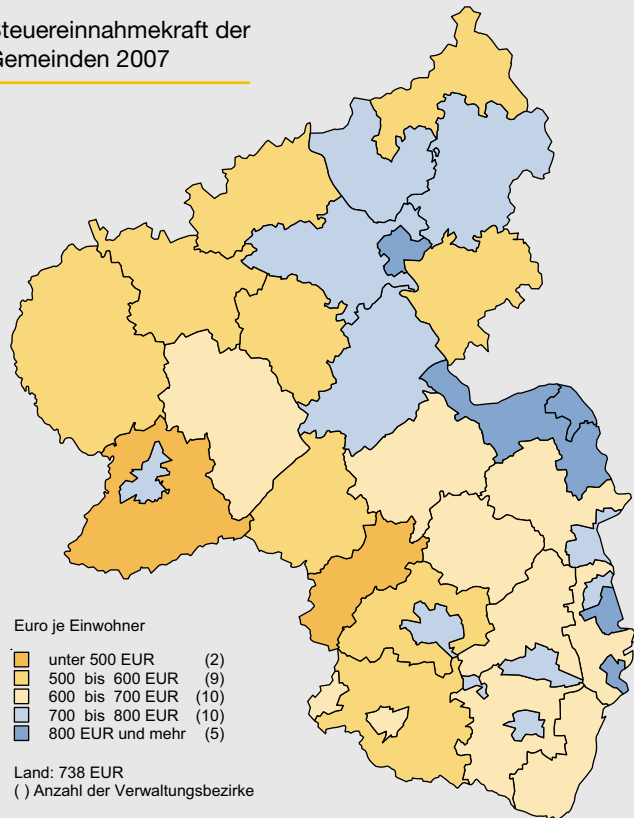 Steuereinnahmekraft der
Gemeinden 2007
Euro je Einwohner
unter 500 EUR (2)
500 bis 600 EUR (9)
600 bis 700 EUR (10)
700 bis 800 EUR (10)
800 EUR und mehr (5)
Land: 738 EUR
( ) Anzahl der Verwaltungsbezirke